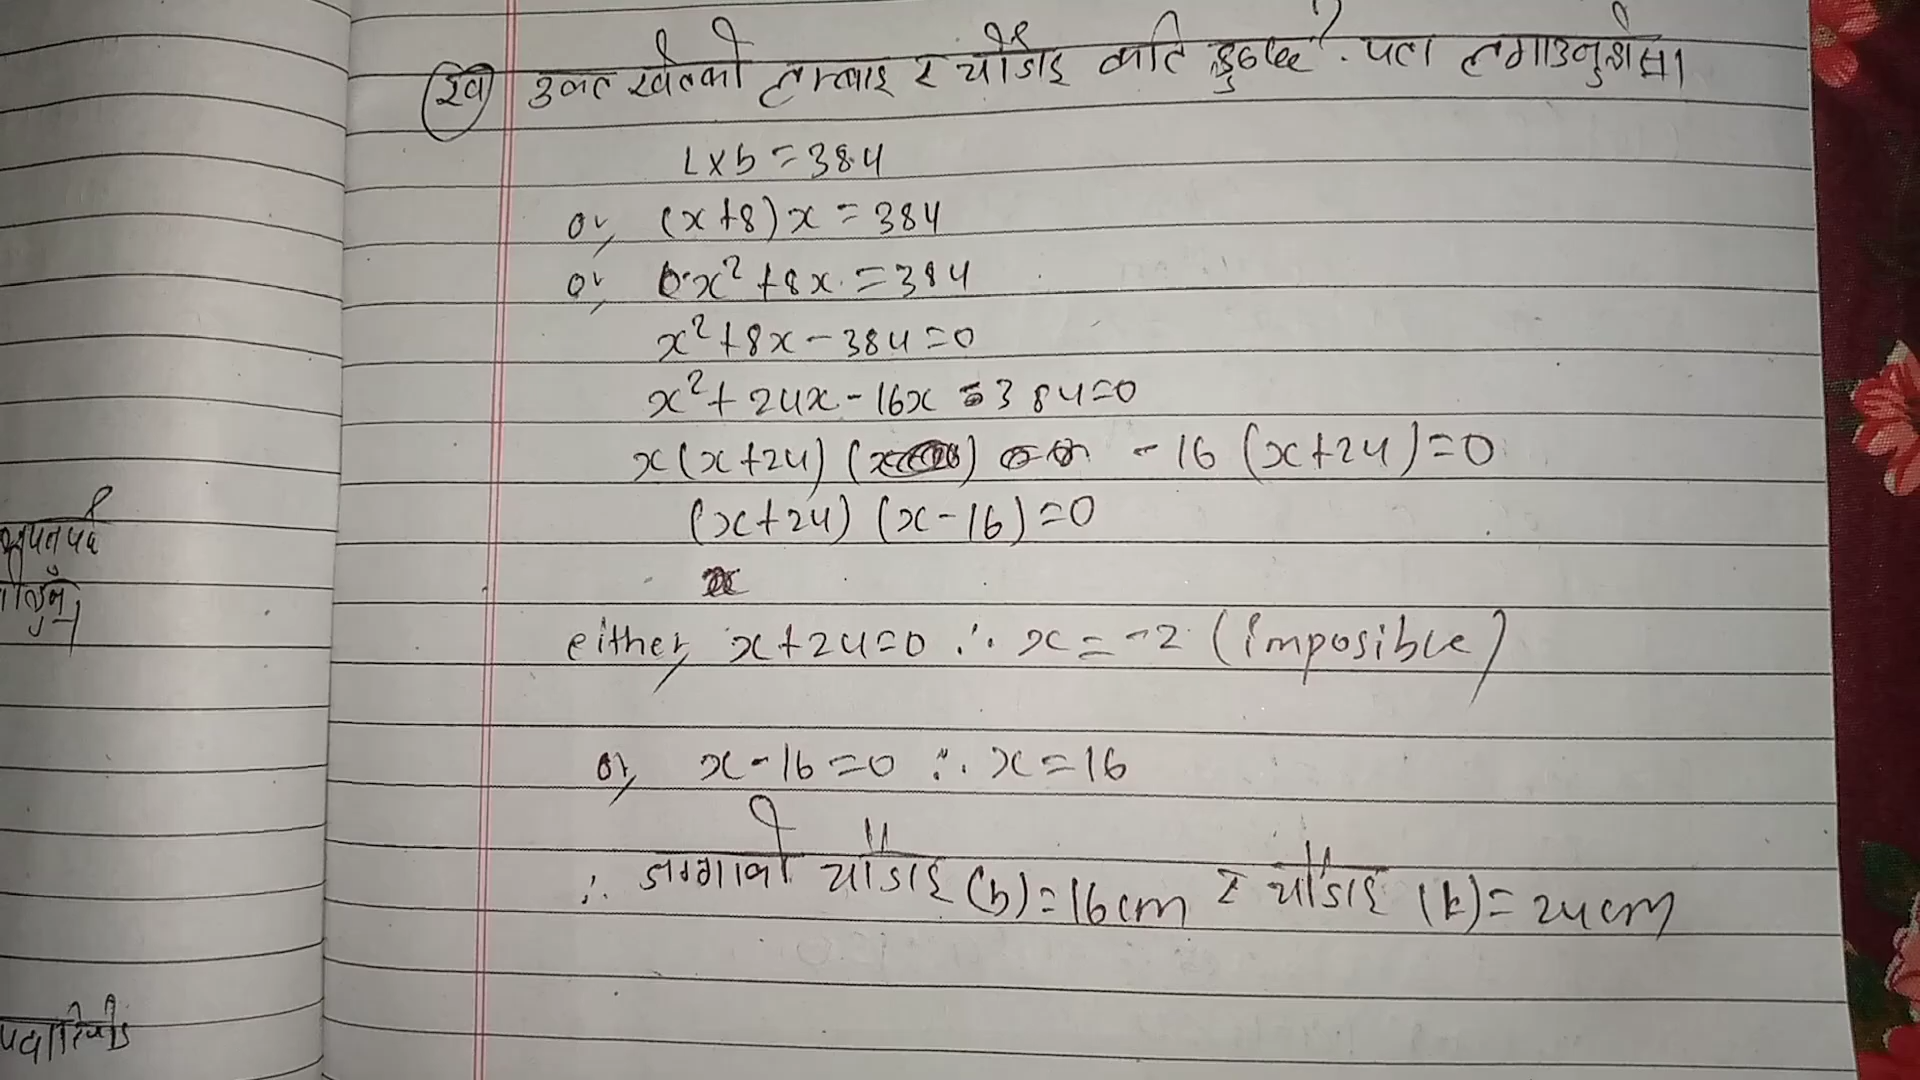 (ख) उक्त खेतको लम्बाइ र चौडाइ कति हुन्छ? पत्ता लगाउनुहोस।
L×b=384
or, (x+8)x=384
or, x²+8x=384
x²+8x-384=0
x²+24x-16x-384=0
x(x+24) -16(x+24)=0
(x+24)(x-16)=0
either, x+24=0 ∴ x=-2 (imposible)
or, x-16=0 ∴ x=16
∴ जग्गाको चौडाइ (b)=16cm र चौडाइ (l)=24cm